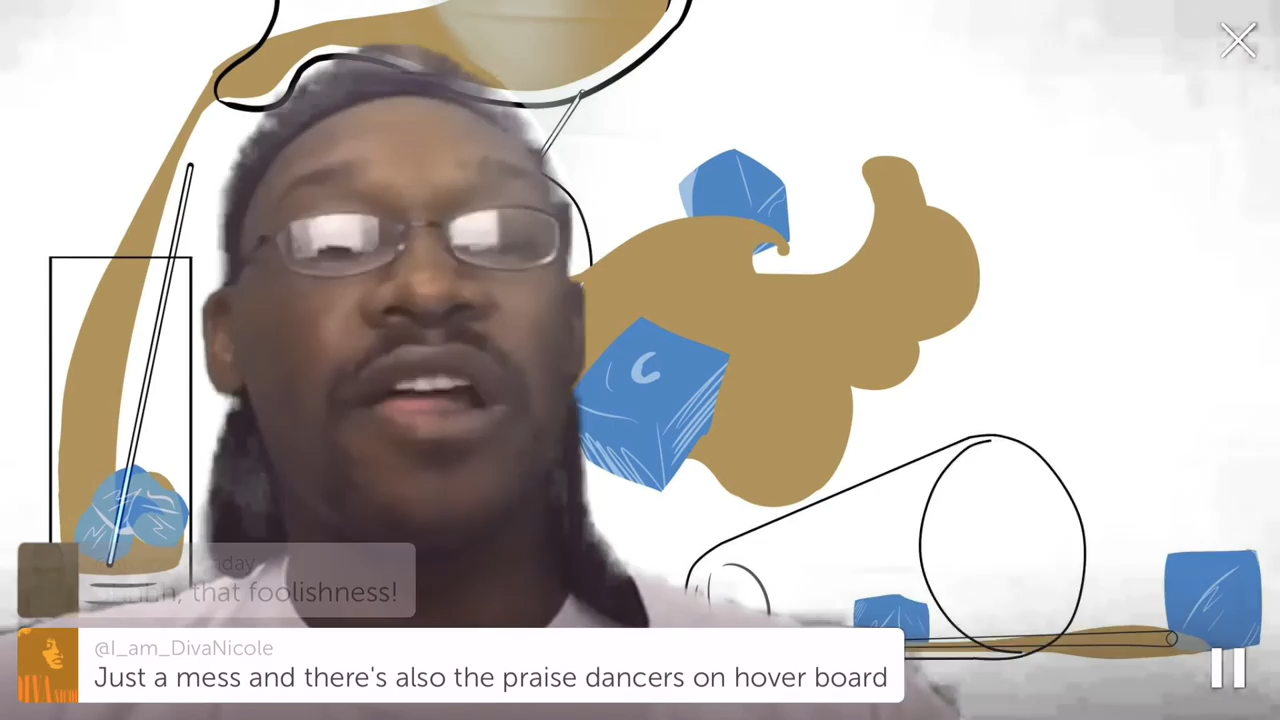 that foolishness!
@I_am_DivaNicole
Just a mess and there's also the praise dancers on hover board